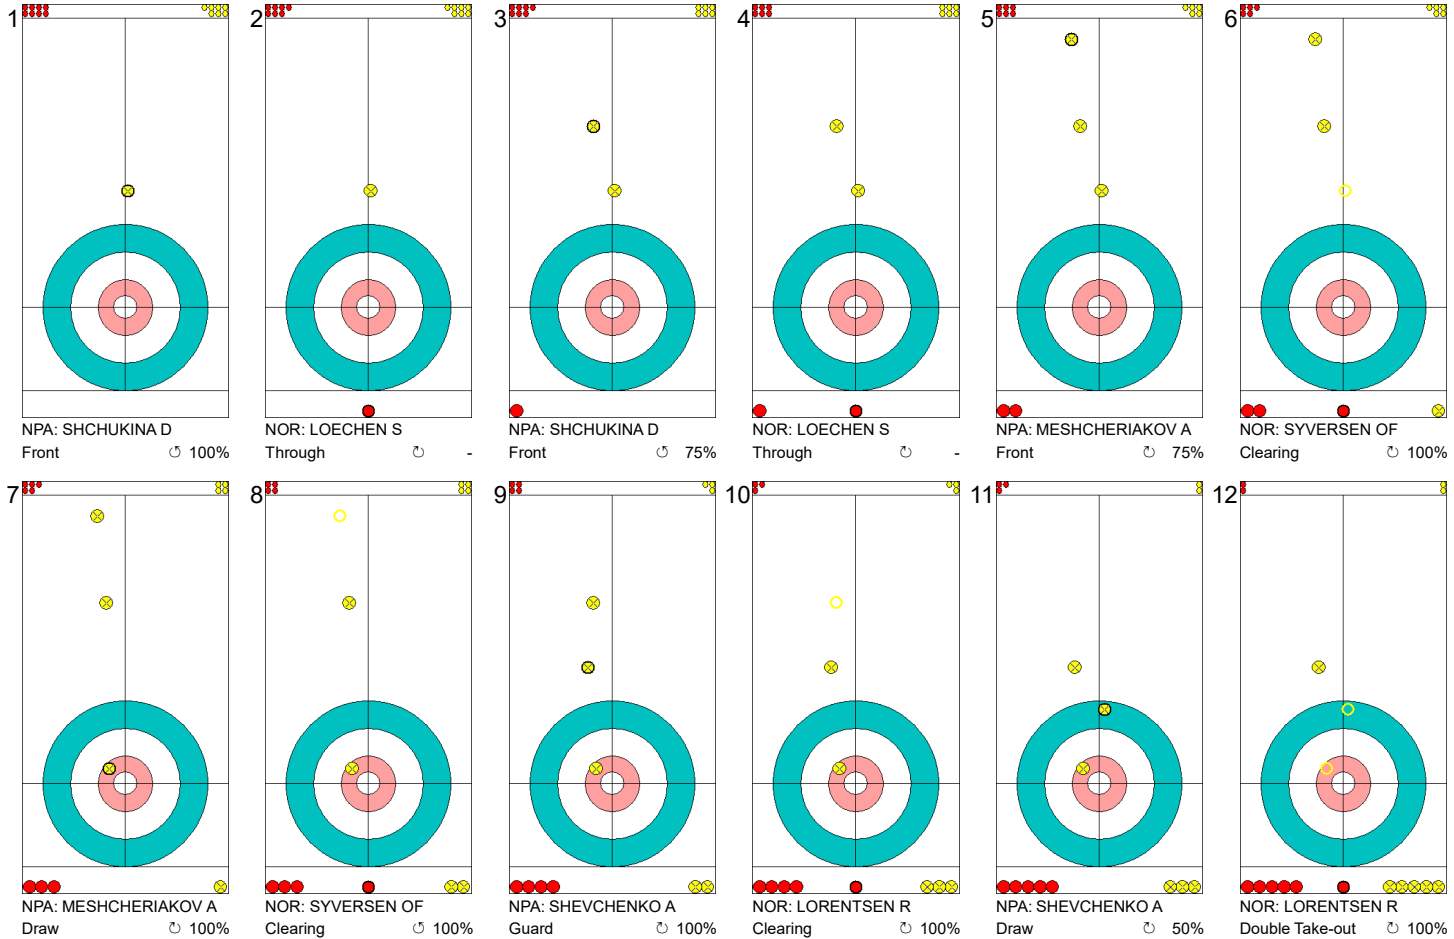 1
NPA: SHCHUKINA D
Front ↻ 100%
2
NOR: LOECHEN S
Through ↻ -
3
NPA: SHCHUKINA D
Front ↻ 75%
4
NOR: LOECHEN S
Through ↻ -
5
NPA: MESHCHERIAKOV A
Front ↻ 75%
6
NOR: SYVERSEN OF
Clearing ↻ 100%
7
NPA: MESHCHERIAKOV A
Draw ↻ 100%
8
NOR: SYVERSEN OF
Clearing ↻ 100%
9
NPA: SHEVCHENKO A
Guard ↻ 100%
10
NOR: LORENTSEN R
Clearing ↻ 100%
11
NPA: SHEVCHENKO A
Draw ↻ 50%
12
NOR: LORENTSEN R
Double Take-out ↻ 100%